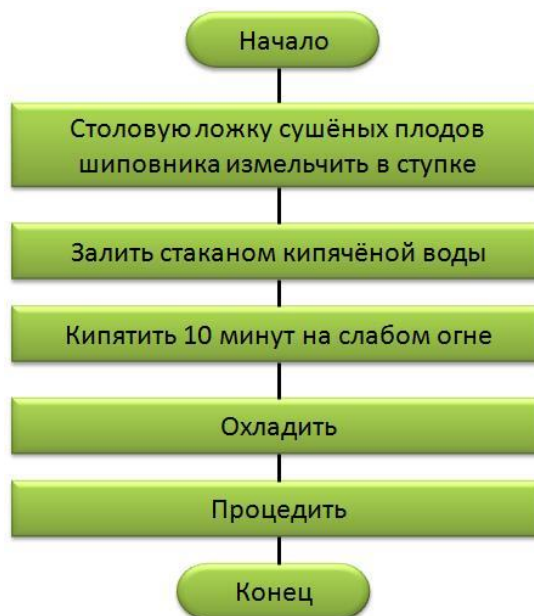 Начало
Столовую ложку сушёных плодов
шиповника измельчить в ступке
Залить стаканом кипячёной воды
Кипятить 10 минут на слабом огне
Охладить
Процедить
Конец